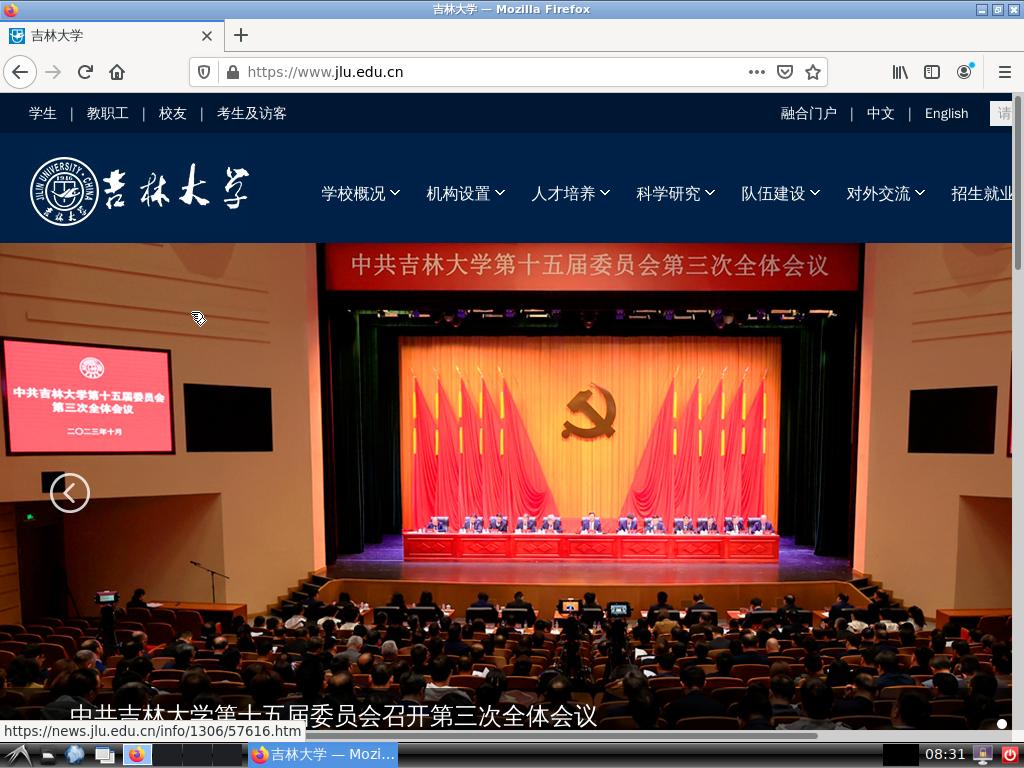 吉林大学 — Mozilla Firefox
吉林大学
https://www.jlu.edu.cn
学生 | 教职工 | 校友 | 考生及访客 融合门户 | 中文 | English 请
JILIN UNIVERSITY · CHINA
1946
吉林大学
学校概况 机构设置 人才培养 科学研究 队伍建设 对外交流 招生就业
中共吉林大学第十五届委员会第三次全体会议
中共吉林大学第十五届委员会
第三次全体会议
二〇二三年十月
中共吉林大学第十五届委员会召开第三次全体会议
https://news.jlu.edu.cn/info/1306/57616.htm
吉林大学 — Mozi...
08:31